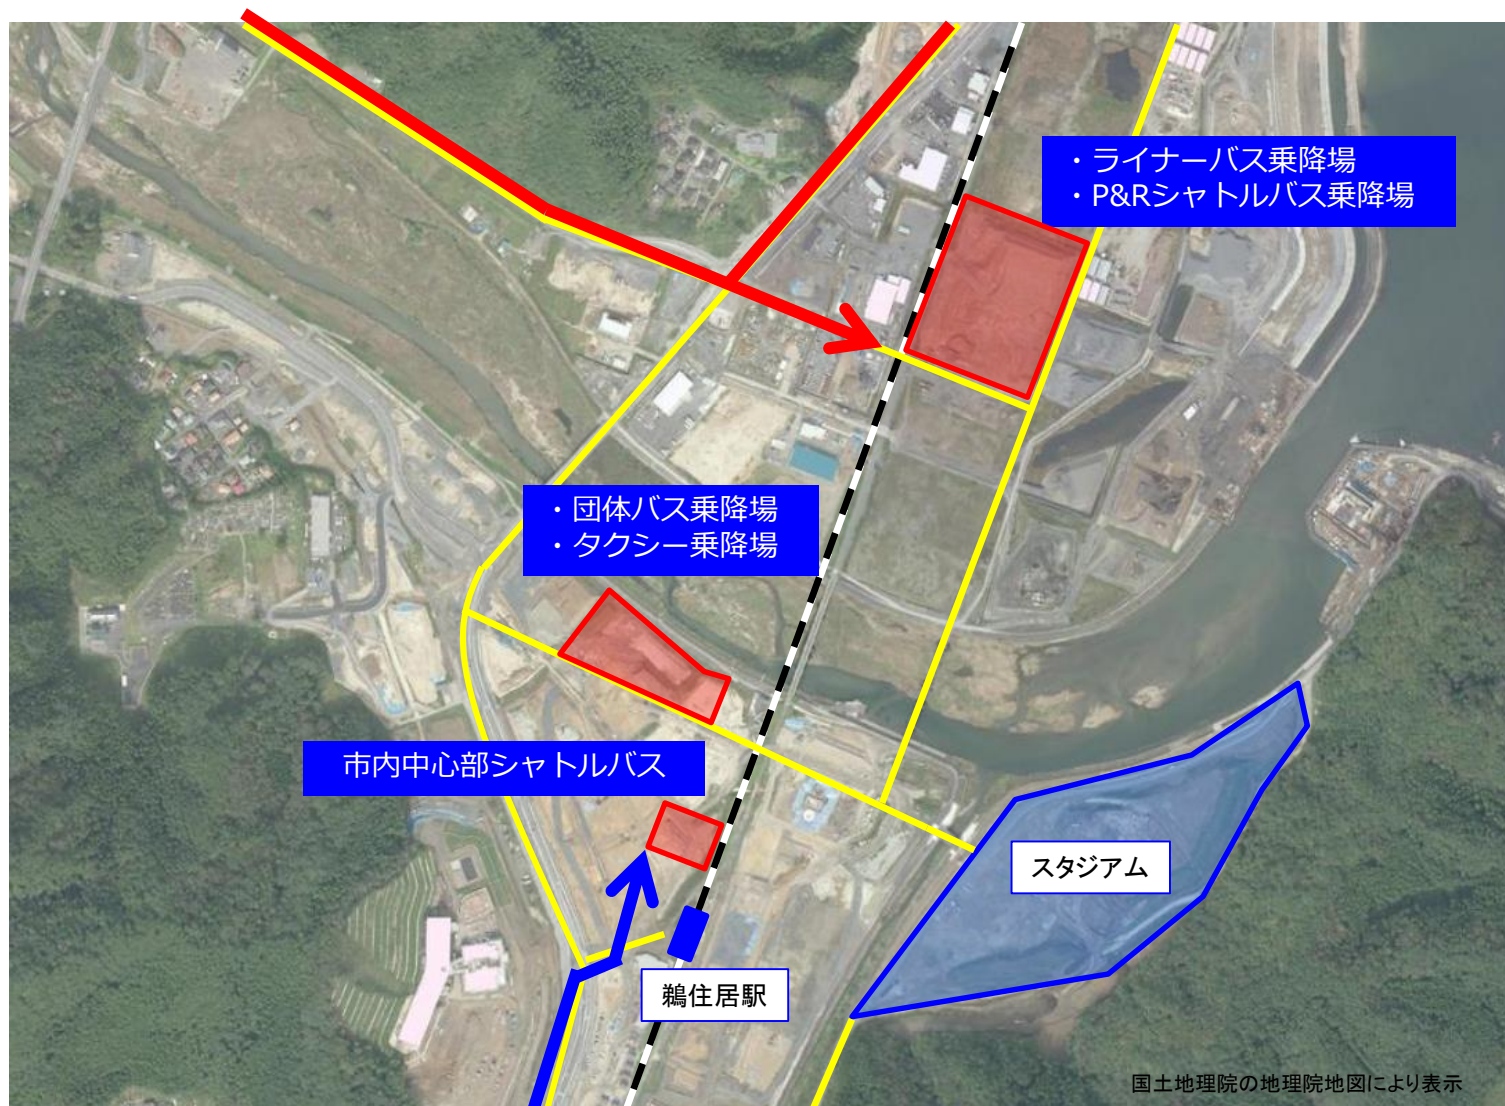 ・ライナーバス乗降場
・P&Rシャトルバス乗降場
・団体バス乗降場
・タクシー乗降場
市内中心部シャトルバス
スタジアム
鵜住居駅
国土地理院の地理院地図により表示